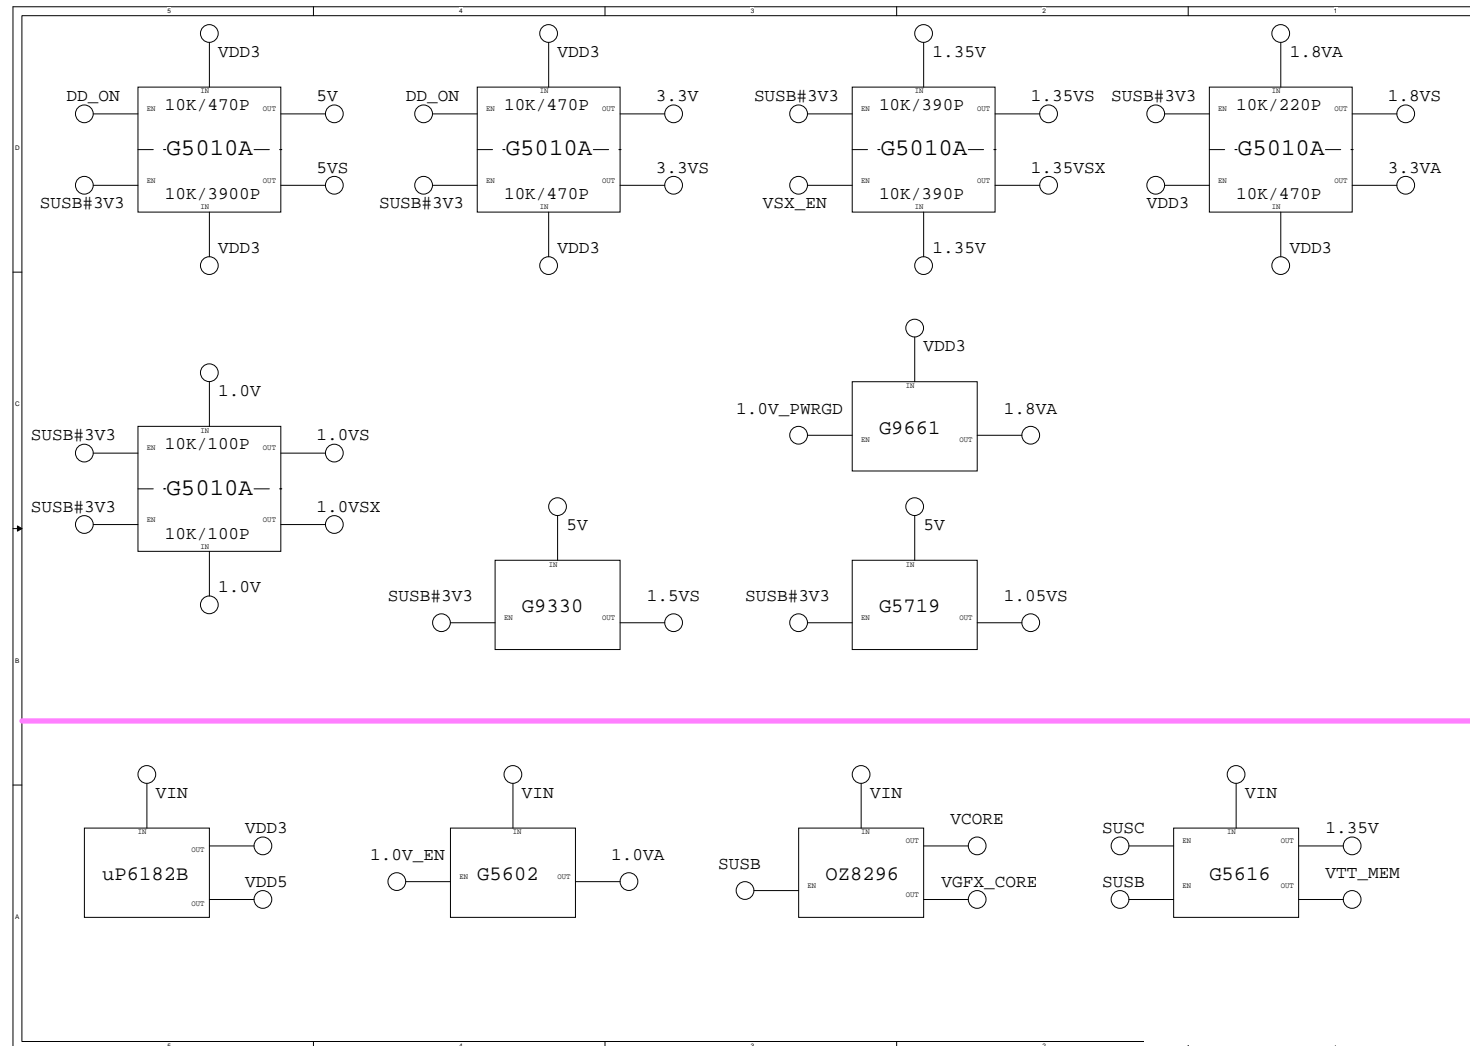 5 4 3 2 1
VDD3 VDD3 1.35V 1.8VA
IN IN IN IN
DD_ON 5V DD_ON 3.3V SUSB#3V3 1.35VS SUSB#3V3 1.8VS
EN 10K/470P OUT EN 10K/470P OUT EN 10K/390P OUT EN 10K/220P OUT
D
G5010A G5010A G5010A G5010A
5VS 3.3VS 1.35VSX 3.3VA
EN OUT EN OUT EN OUT EN OUT
10K/3900P 10K/470P 10K/390P 10K/470P
SUSB#3V3 SUSB#3V3 VSX_EN VDD3
IN IN IN IN
VDD3 VDD3 1.35V VDD3
VDD3
IN
1.0V
C
1.0V_PWRGD 1.8VA
G9661
EN OUT
IN
SUSB#3V3 1.0VS
EN 10K/100P OUT
G5010A
SUSB#3V3 1.0VSX
EN OUT
10K/100P
IN
1.0V
5V 5V
IN IN
SUSB#3V3 1.5VS SUSB#3V3 1.05VS
G9330 G5719
EN OUT EN OUT
B
VIN VIN VIN VIN
IN IN IN IN
VDD3 VCORE SUSC 1.35V
OUT OUT EN OUT
1.0V_EN 1.0VA SUSB
uP6182B G5602 OZ8296 G5616
EN OUT EN
VDD5 VGFX_CORE SUSB VTT_MEM
OUT OUT EN OUT
A
5 4 3 2